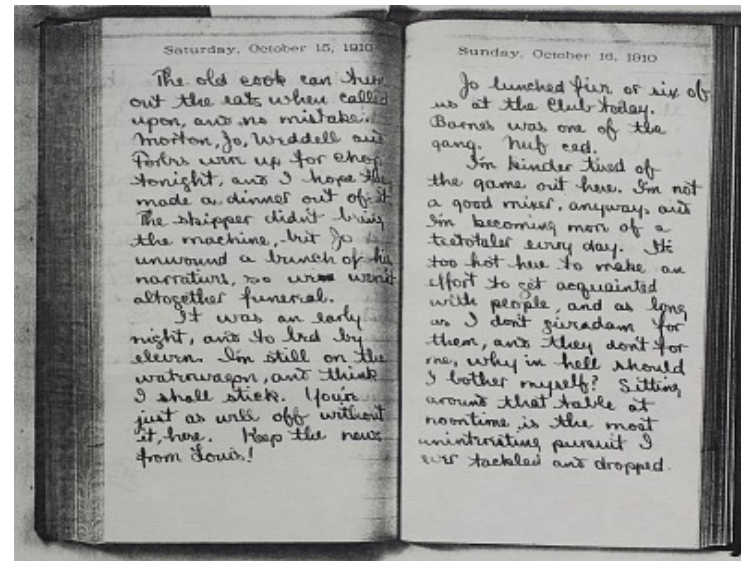 Saturday, October 15, 1910
The old cook can turn
out the eats when called
upon, and no mistake.
Morton, Jo, Weddell and
Forbes were up for chop
tonight, and I hope they
made a dinner out of it.
The skipper didn't bring
the machine, but Jo
unwound a bunch of his
narratives, so we weren't
altogether funereal.
It was an early
night, and to bed by
eleven. I'm still on the
waterwagon, and think
I shall stick. You're
just as well off without
it, here. Keep the news
from Louis!
Sunday, October 16, 1910
Jo lunched five or six of
us at the Club today.
Barnes was one of the
gang. Nuf ced.
I'm kinder tired of
the game out here. I'm not
a good mixer, anyway, and
I'm becoming more of a
teetotaler every day. It's
too hot here to make an
effort to get acquainted
with people, and as long
as I don't giveadam for
them, and they don't for
me, why in hell should
I bother myself? Sitting
around that table at
noontime is the most
uninteresting pursuit I
ever tackled and dropped.